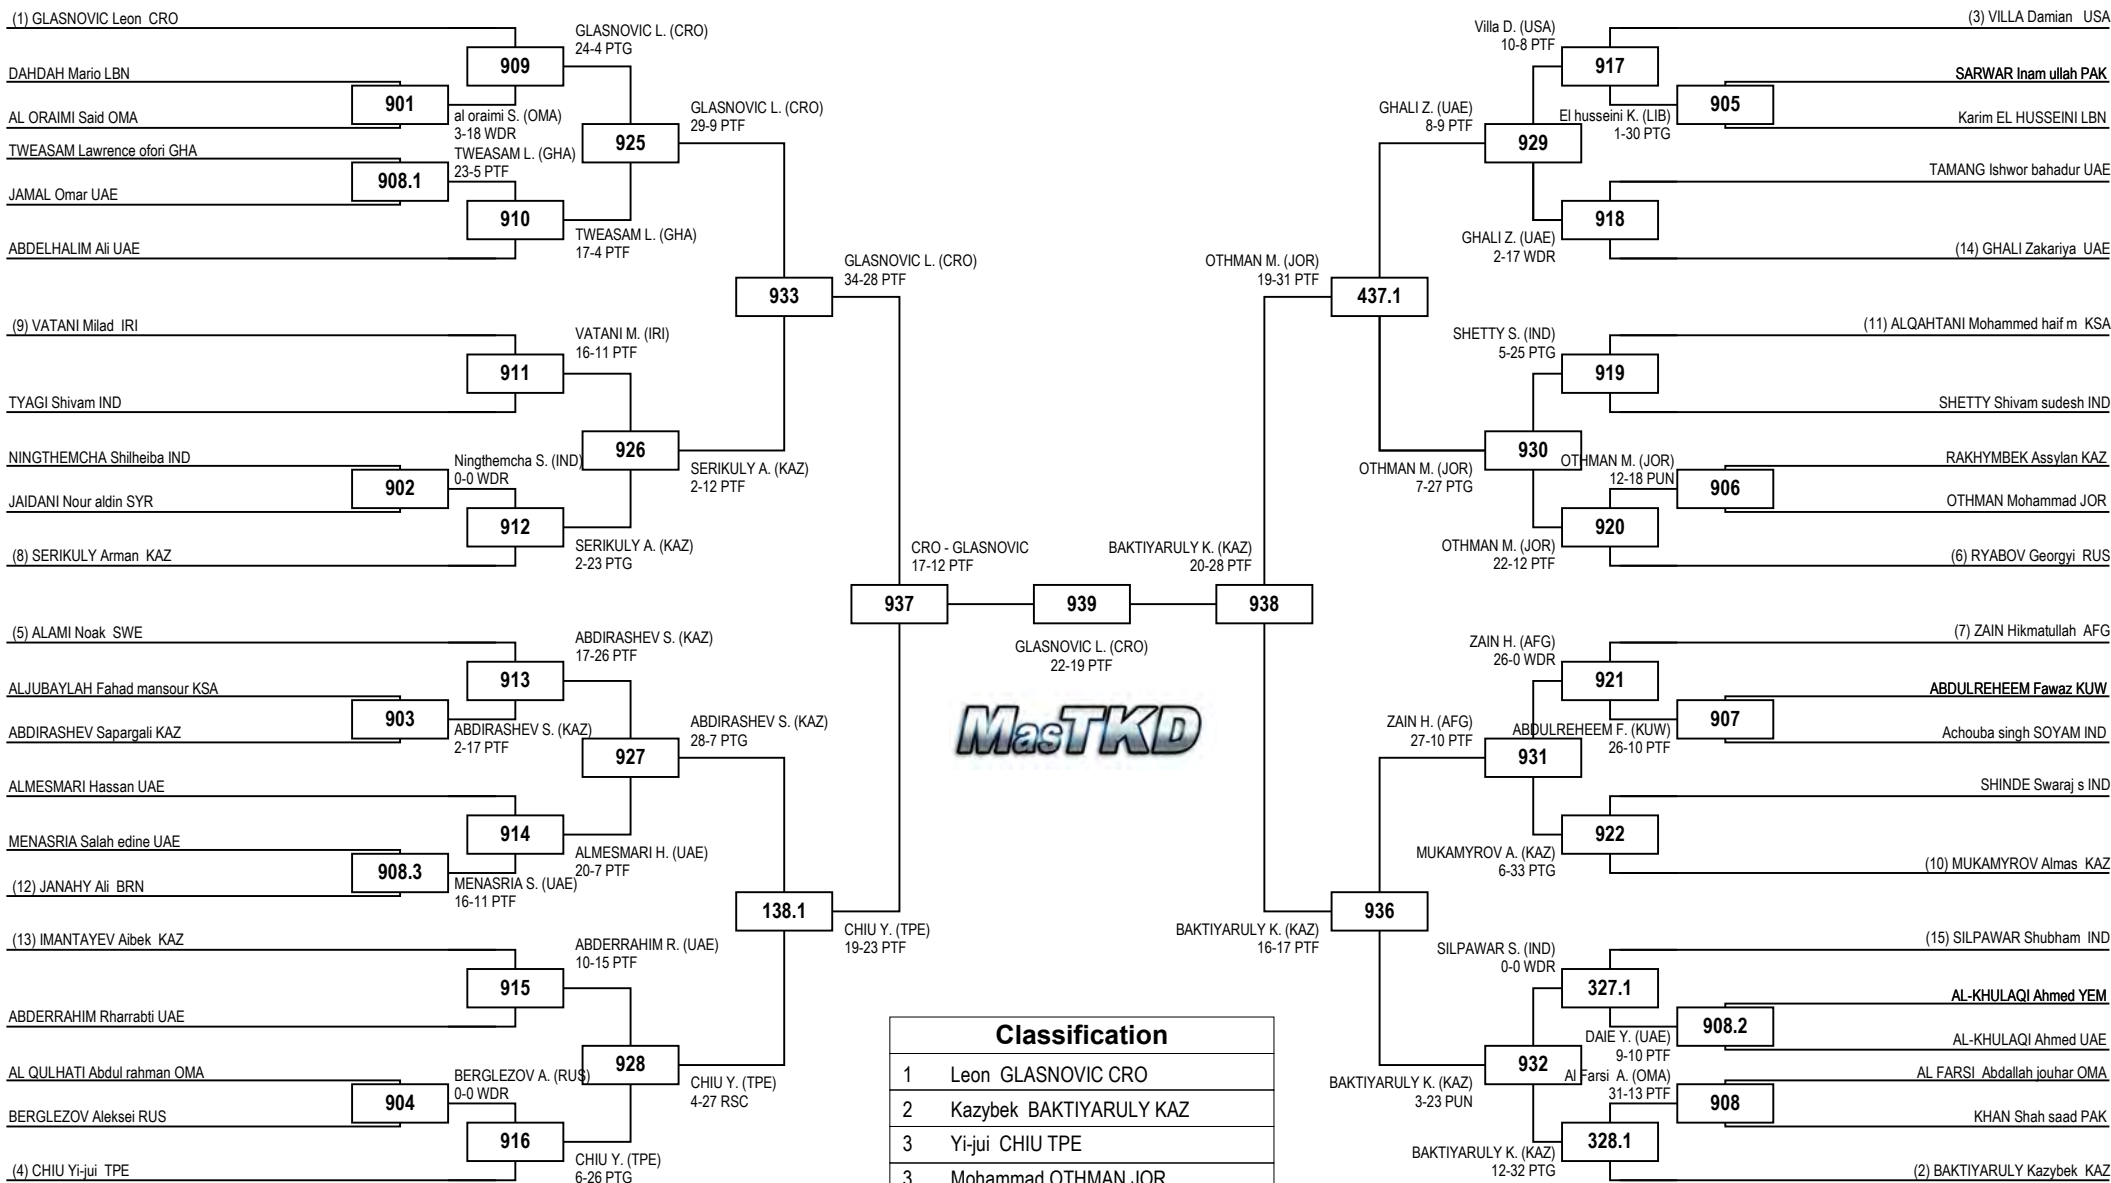 (1) GLASNOVIC Leon CRO
909
GLASNOVIC L. (CRO)
24-4 PTG
DAHDAH Mario LBN
901
AL ORAIMI Said OMA
al oraimi S. (OMA)
3-18 WDR
925
GLASNOVIC L. (CRO)
29-9 PTF
TWEASAM Lawrence ofori GHA
908.1
TWEASAM L. (GHA)
23-5 PTF
JAMAL Omar UAE
910
TWEASAM L. (GHA)
17-4 PTF
ABDELHALIM Ali UAE
933
GLASNOVIC L. (CRO)
34-28 PTF
(9) VATANI Milad IRI
911
VATANI M. (IRI)
16-11 PTF
TYAGI Shivam IND
926
SERIKULY A. (KAZ)
2-12 PTF
NINGTHEMCHA Shilheiba IND
902
Ningthemcha S. (IND)
0-0 WDR
JAIDANI Nour aldin SYR
912
SERIKULY A. (KAZ)
2-23 PTG
(8) SERIKULY Arman KAZ
CRO - GLASNOVIC
17-12 PTF
937
939
GLASNOVIC L. (CRO)
22-19 PTF
(5) ALAMI Noak SWE
913
ABDIRASHEV S. (KAZ)
17-26 PTF
ALJUBAYLAH Fahad mansour KSA
903
ABDIRASHEV Sapargali KAZ
ABDIRASHEV S. (KAZ)
2-17 PTF
927
ABDIRASHEV S. (KAZ)
28-7 PTG
ALMESMARI Hassan UAE
914
ALMESMARI H. (UAE)
20-7 PTF
MENASRIA Salah edine UAE
908.3
(12) JANAHY Ali BRN
MENASRIA S. (UAE)
16-11 PTF
138.1
CHIU Y. (TPE)
19-23 PTF
(13) IMANTAYEV Aibek KAZ
915
ABDERRAHIM R. (UAE)
10-15 PTF
ABDERRAHIM Rharrabti UAE
928
CHIU Y. (TPE)
4-27 RSC
AL QULHATI Abdul rahman OMA
904
BERGLEZOV A. (RUS)
0-0 WDR
BERGLEZOV Aleksei RUS
916
CHIU Y. (TPE)
6-26 PTG
(4) CHIU Yi-jui TPE
MasTKD
(3) VILLA Damian USA
Villa D. (USA)
10-8 PTF
917
SARWAR Inam ullah PAK
905
El husseini K. (LIB)
1-30 PTG
Karim EL HUSSEINI LBN
GHALI Z. (UAE)
8-9 PTF
929
TAMANG Ishwor bahadur UAE
918
GHALI Z. (UAE)
2-17 WDR
(14) GHALI Zakariya UAE
OTHMAN M. (JOR)
19-31 PTF
437.1
(11) ALQAHTANI Mohammed haif m KSA
SHETTY S. (IND)
5-25 PTG
919
SHETTY Shivam sudesh IND
930
OTHMAN M. (JOR)
7-27 PTG
OTHMAN M. (JOR)
12-18 PUN
RAKHYMBEK Assylan KAZ
906
OTHMAN Mohammad JOR
920
OTHMAN M. (JOR)
22-12 PTF
(6) RYABOV Georgyi RUS
BAKTIYARULY K. (KAZ)
20-28 PTF
938
(7) ZAIN Hikmatullah AFG
ZAIN H. (AFG)
26-0 WDR
921
ABDULREHEEM Fawaz KUW
907
ABDULREHEEM F. (KUW)
26-10 PTF
Achouba singh SOYAM IND
ZAIN H. (AFG)
27-10 PTF
931
SHINDE Swaraj s IND
922
MUKAMYROV A. (KAZ)
6-33 PTG
(10) MUKAMYROV Almas KAZ
936
BAKTIYARULY K. (KAZ)
16-17 PTF
(15) SILPAWAR Shubham IND
SILPAWAR S. (IND)
0-0 WDR
327.1
AL-KHULAQI Ahmed YEM
908.2
DAIE Y. (UAE)
9-10 PTF
AL-KHULAQI Ahmed UAE
932
BAKTIYARULY K. (KAZ)
3-23 PUN
Al Farsi A. (OMA)
31-13 PTF
AL FARSI Abdallah jouhar OMA
908
KHAN Shah saad PAK
328.1
BAKTIYARULY K. (KAZ)
12-32 PTG
(2) BAKTIYARULY Kazybek KAZ
Classification
1 Leon GLASNOVIC CRO
2 Kazybek BAKTIYARULY KAZ
3 Yi-jui CHIU TPE
3 Mohammad OTHMAN JOR